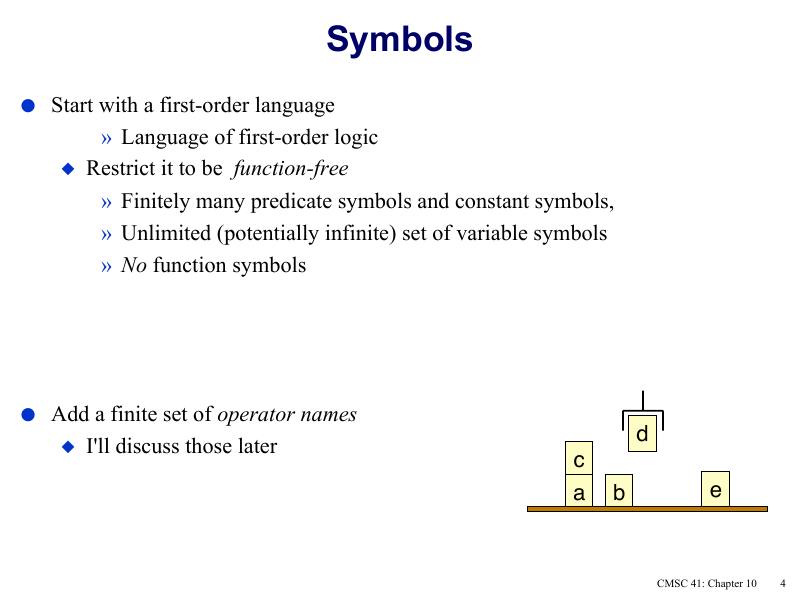 Symbols
Start with a first-order language
» Language of first-order logic
Restrict it to be function-free
» Finitely many predicate symbols and constant symbols,
» Unlimited (potentially infinite) set of variable symbols
» No function symbols
Add a finite set of operator names
I'll discuss those later
d
c
a b e
CMSC 41: Chapter 10 4